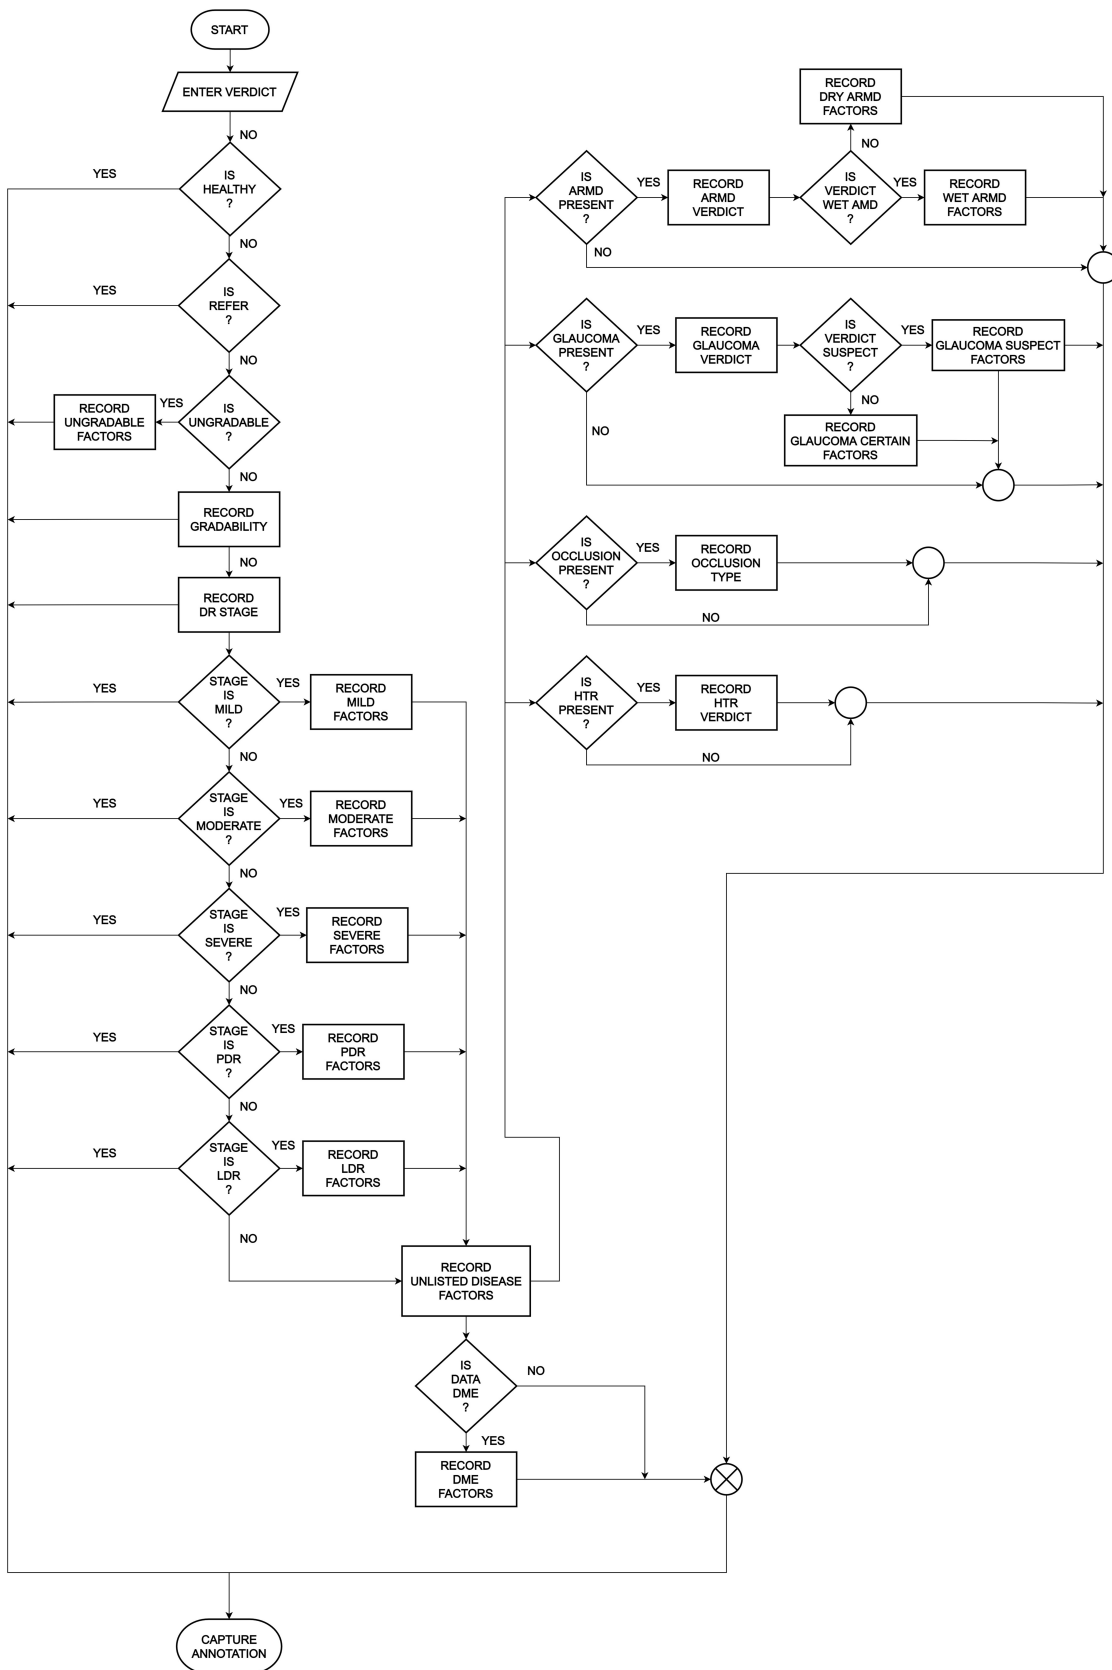 START
ENTER VERDICT
NO
YES
IS
HEALTHY
?
NO
YES
IS
REFER
?
NO
RECORD
UNGRADABLE
FACTORS
YES
IS
UNGRADABLE
?
NO
RECORD
GRADABILITY
NO
RECORD
DR STAGE
YES
STAGE
IS
MILD
?
YES
RECORD
MILD
FACTORS
NO
YES
STAGE
IS
MODERATE
?
YES
RECORD
MODERATE
FACTORS
NO
YES
STAGE
IS
SEVERE
?
YES
RECORD
SEVERE
FACTORS
NO
YES
STAGE
IS
PDR
?
YES
RECORD
PDR
FACTORS
NO
YES
STAGE
IS
LDR
?
YES
RECORD
LDR
FACTORS
NO
RECORD
UNLISTED DISEASE
FACTORS
IS
DATA
DME
?
NO
YES
RECORD
DME
FACTORS
CAPTURE
ANNOTATION
RECORD
DRY ARMD
FACTORS
NO
IS
ARMD
PRESENT
?
YES
RECORD
ARMD
VERDICT
IS
VERDICT
WET AMD
?
YES
RECORD
WET ARMD
FACTORS
NO
IS
GLAUCOMA
PRESENT
?
YES
RECORD
GLAUCOMA
VERDICT
IS
VERDICT
SUSPECT
?
YES
RECORD
GLAUCOMA SUSPECT
FACTORS
NO
NO
RECORD
GLAUCOMA CERTAIN
FACTORS
IS
OCCLUSION
PRESENT
?
YES
RECORD
OCCLUSION
TYPE
NO
IS
HTR
PRESENT
?
YES
RECORD
HTR
VERDICT
NO